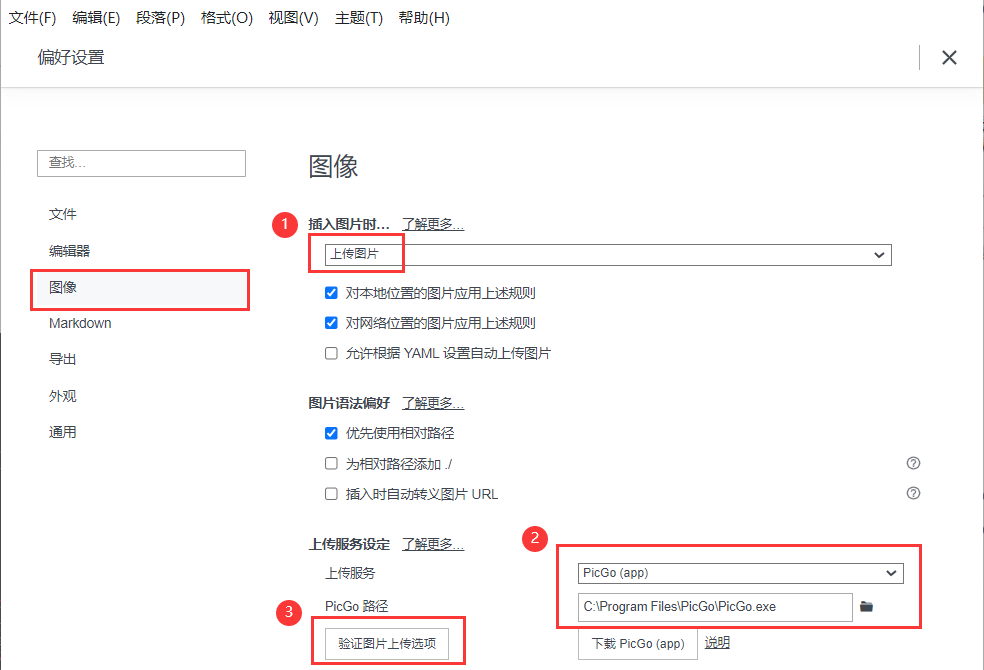 文件(F) 编辑(E) 段落(P) 格式(O) 视图(V) 主题(T) 帮助(H)
偏好设置
查找...
文件
编辑器
图像
Markdown
导出
外观
通用
图像
1 插入图片时... 了解更多...
上传图片
对本地位置的图片应用上述规则
对网络位置的图片应用上述规则
允许根据 YAML 设置自动上传图片
图片语法偏好 了解更多...
优先使用相对路径
为相对路径添加 ./
插入时自动转义图片 URL
上传服务设定 了解更多...
2
上传服务 PicGo (app)
PicGo 路径 C:\Program Files\PicGo\PicGo.exe
3
验证图片上传选项 下载 PicGo (app) 说明